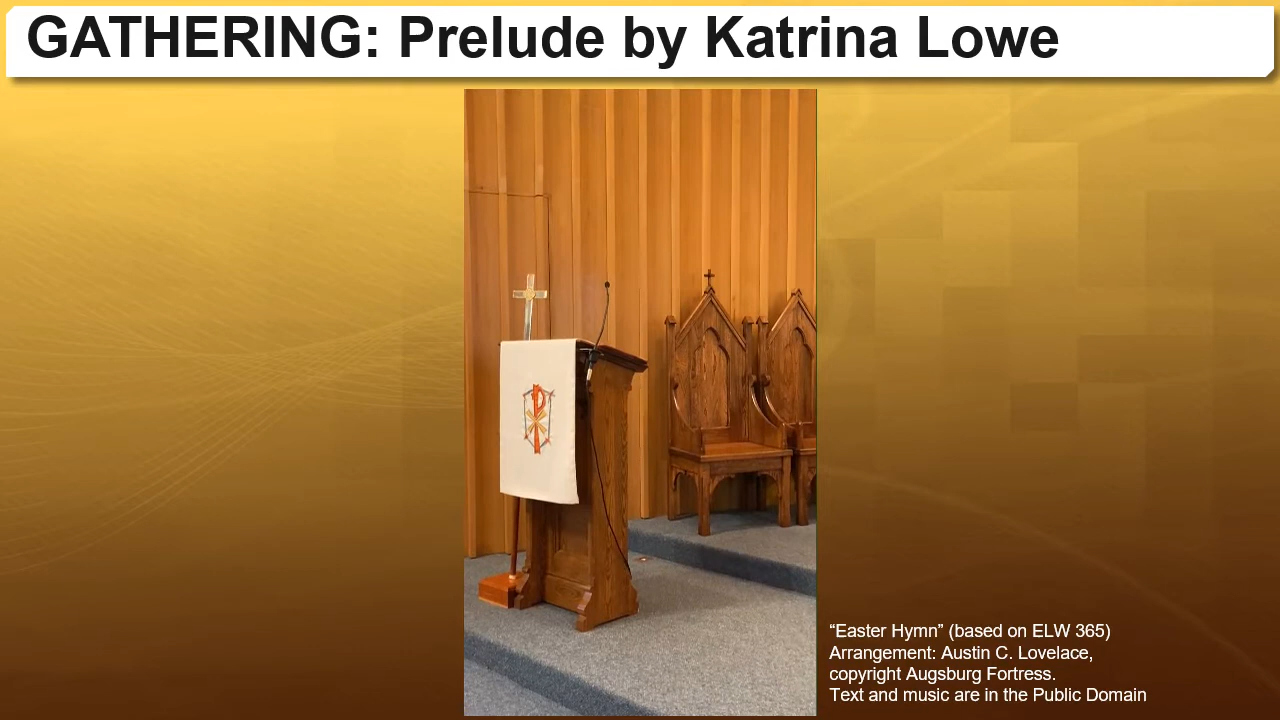 GATHERING: Prelude by Katrina Lowe
“Easter Hymn” (based on ELW 365)
Arrangement: Austin C. Lovelace,
copyright Augsburg Fortress.
Text and music are in the Public Domain